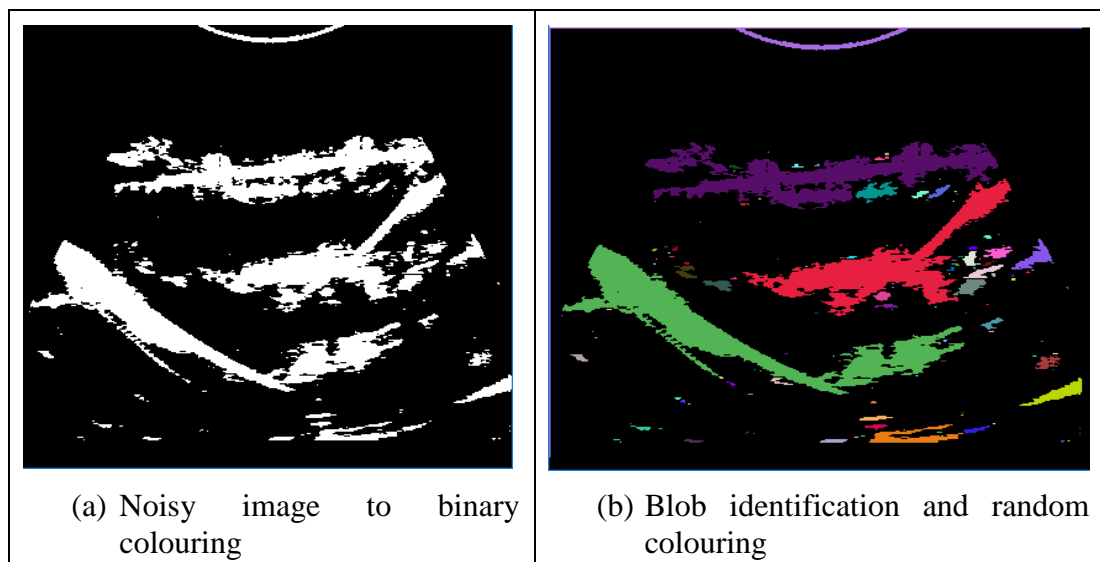 (a) Noisy image to binary
colouring
(b) Blob identification and random
colouring